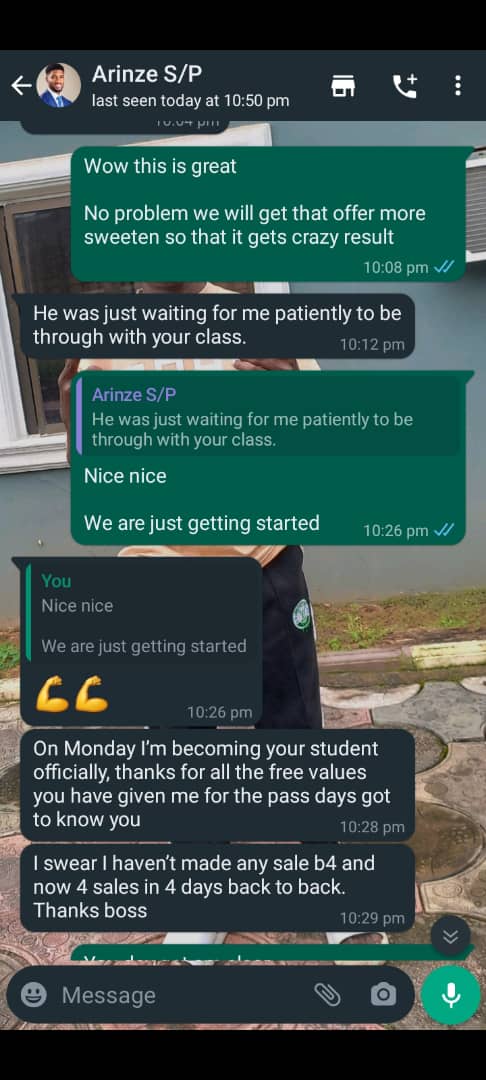 Arinze S/P
last seen today at 10:50 pm
10:04 pm
Wow this is great
No problem we will get that offer more
sweeten so that it gets crazy result
10:08 pm
He was just waiting for me patiently to be
through with your class.
10:12 pm
Arinze S/P
He was just waiting for me patiently to be
through with your class.
Nice nice
We are just getting started
10:26 pm
You
Nice nice
We are just getting started
💪💪
10:26 pm
On Monday I'm becoming your student
officially, thanks for all the free values
you have given me for the pass days got
to know you
10:28 pm
I swear I haven't made any sale b4 and
now 4 sales in 4 days back to back.
Thanks boss
10:29 pm
Message